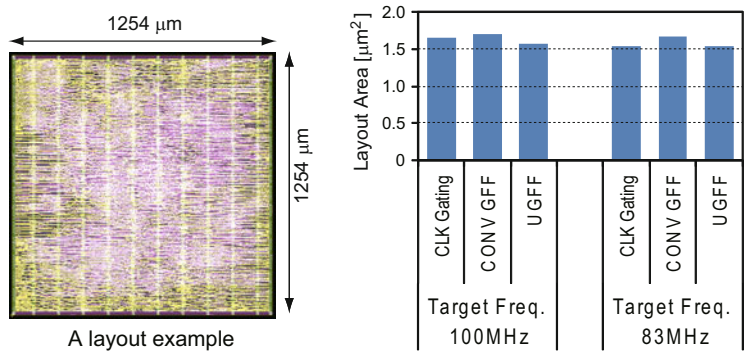 1254 μm
1254 μm
A layout example
Layout Area [μm²]
2.0
1.5
1.0
0.5
0
CLK Gating
CONV GFF
UGFF
CLK Gating
CONV GFF
UGFF
Target Freq.
100MHz
Target Freq.
83MHz